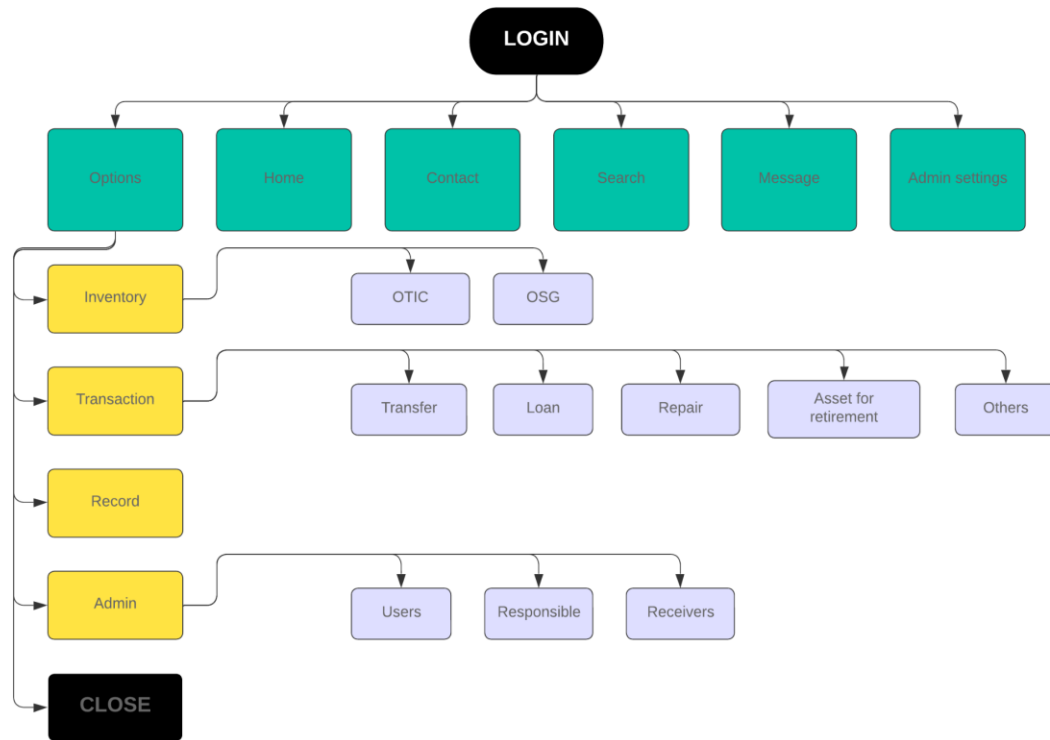 LOGIN
Options
Home
Contact
Search
Message
Admin settings
Inventory
OTIC
OSG
Transaction
Transfer
Loan
Repair
Asset for
retirement
Others
Record
Admin
Users
Responsible
Receivers
CLOSE